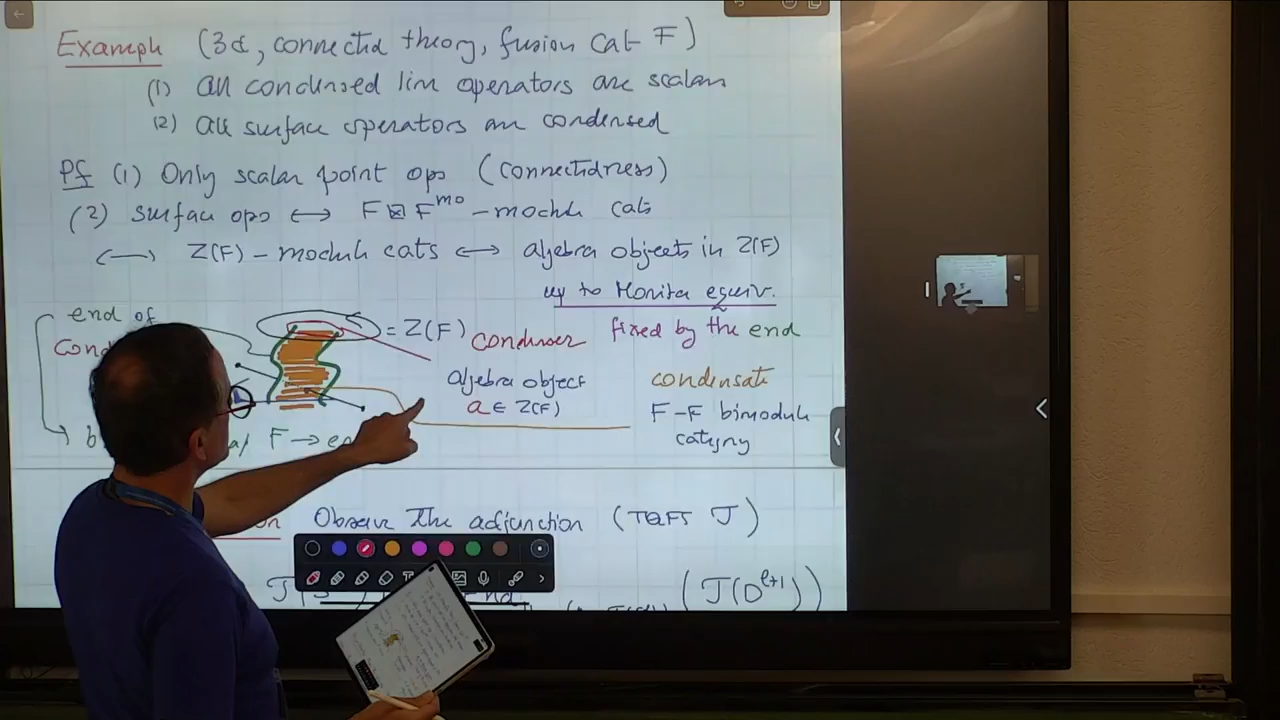 Example (3d, connected theory, fusion cat F)
(1) all condensed line operators are scalars
(2) all surface operators are condensed
Pf (1) Only scalar point ops (connectedness)
(2) surface ops ⟷ F⊠F^mo -module cats
⟷ Z(F) - module cats ⟷ algebra objects in Z(F)
up to Morita equiv.
end of = Z(F) condenser fixed by the end
algebra object condensate
a ∈ Z(F) F-F bimodule
F → category
Observe the adjunction (TQFT T)
(T(D^{l+1}))